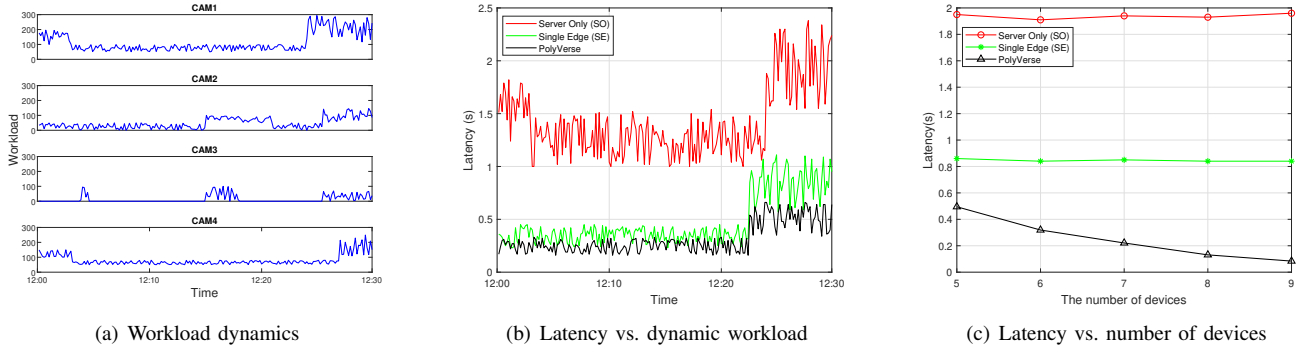 CAM1
300
200
100
0
CAM2
300
200
100
0
CAM3
300
200
100
0
CAM4
300
200
100
0
Workload
12:00
12:10
12:20
12:30
Time
(a) Workload dynamics
2.5
2
1.5
1
0.5
0
Latency (s)
Server Only (SO)
Single Edge (SE)
PolyVerse
12:00
12:10
12:20
12:30
Time
(b) Latency vs. dynamic workload
2
1.8
1.6
1.4
1.2
1
0.8
0.6
0.4
0.2
0
Latency(s)
Server Only (SO)
Single Edge (SE)
PolyVerse
5
6
7
8
9
The number of devices
(c) Latency vs. number of devices